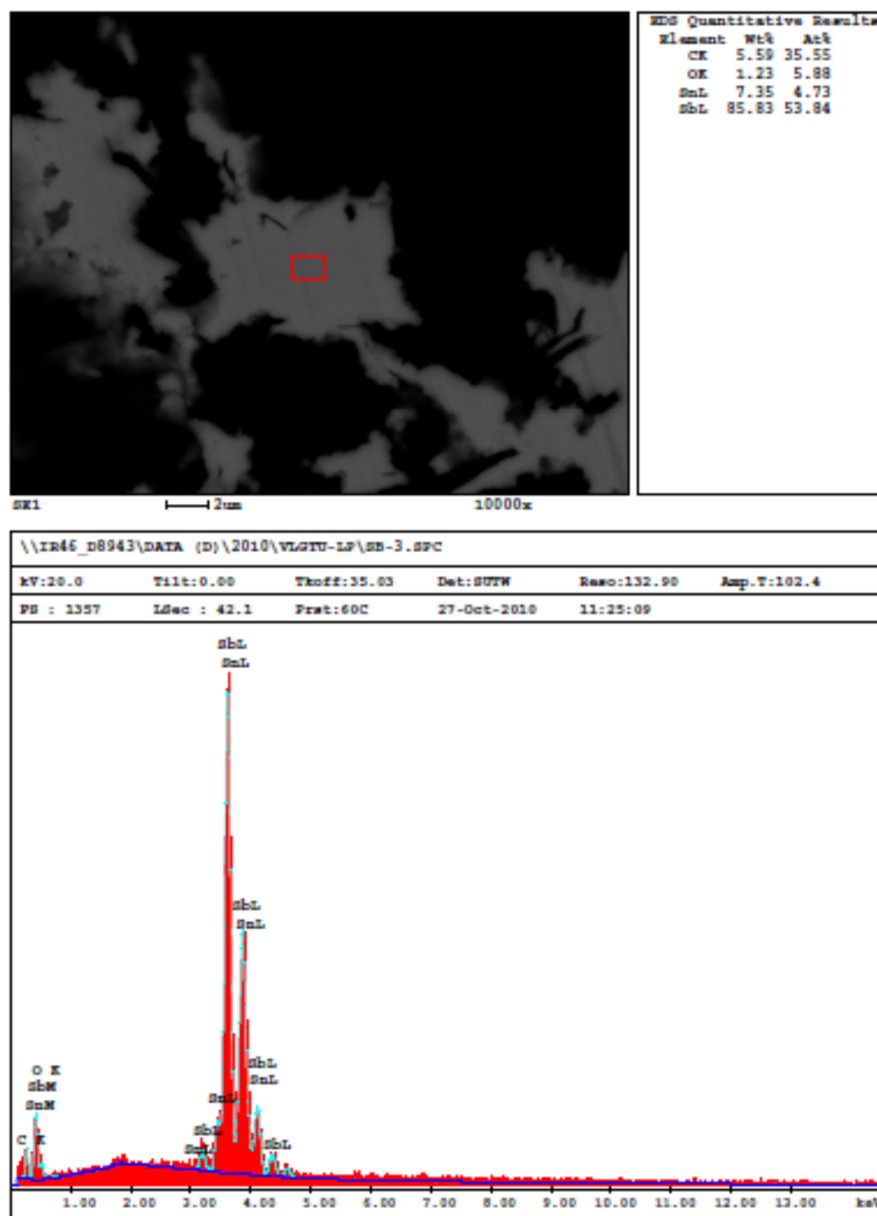 EDS Quantitative Results
Element Wt% At%
CK 5.59 35.55
OK 1.23 5.88
SnL 7.35 4.73
SbL 85.83 53.84
SE1 2um 10000x
\\IR46_D8943\DATA (D)\2010\VLGTU-LP\SB-3.SPC
kV:20.0 Tilt:0.00 Tkoff:35.03 Det:SUTW Reso:132.90 Amp.T:102.4
FS : 1357 LSec : 42.1 Prst:60C 27-Oct-2010 11:25:09
SbL
SnL
SbL
SnL
SbL
SnL
O K
SbM
SnM
SnL
SbL
SnL
SbL
C K
1.00 2.00 3.00 4.00 5.00 6.00 7.00 8.00 9.00 10.00 11.00 12.00 13.00 keV